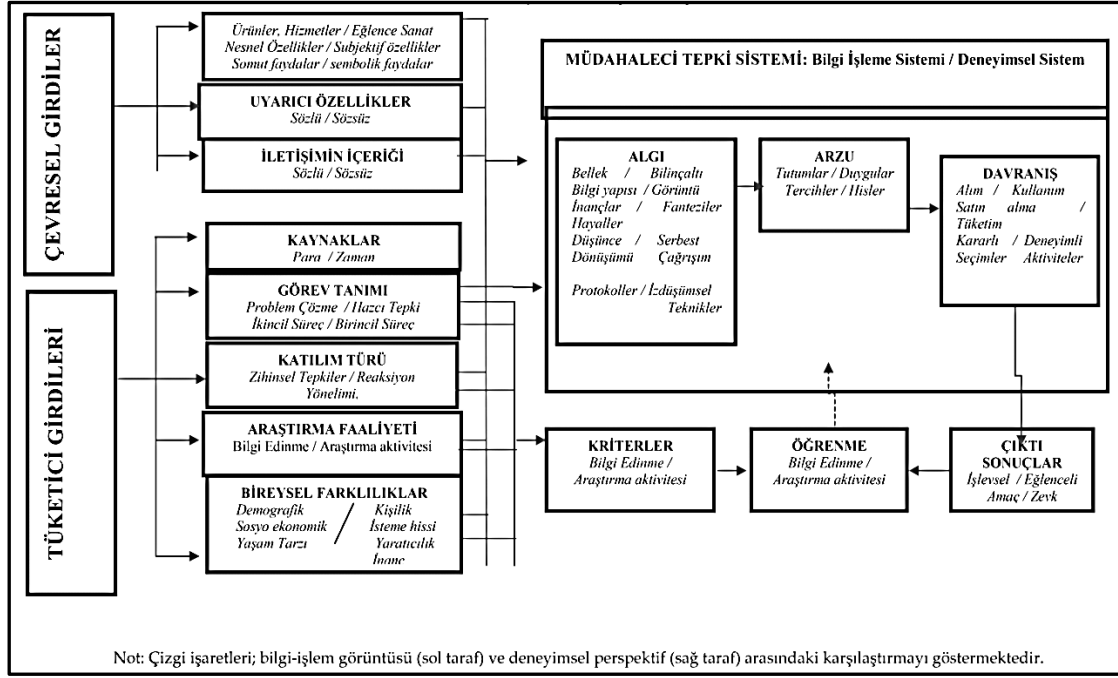 ÇEVRESEL GİRDİLER
Ürünler, Hizmetler / Eğlence Sanat
Nesnel Özellikler / Subjektif özellikler
Somut faydalar / sembolik faydalar
UYARICI ÖZELLİKLER
Sözlü / Sözsüz
İLETİŞİMİN İÇERİĞİ
Sözlü / Sözsüz
TÜKETİCİ GİRDİLERİ
KAYNAKLAR
Para / Zaman
GÖREV TANIMI
Problem Çözme / Hazcı Tepki
İkincil Süreç / Birincil Süreç
KATILIM TÜRÜ
Zihinsel Tepkiler / Reaksiyon
Yönelimi.
ARAŞTIRMA FAALİYETİ
Bilgi Edinme / Araştırma aktivitesi
BİREYSEL FARKLILIKLAR
Demografik / Kişilik
Sosyo ekonomik İsteme hissi
Yaşam Tarzı Yaratıcılık
İnanç
MÜDAHALECİ TEPKİ SİSTEMİ: Bilgi İşleme Sistemi / Deneyimsel Sistem
ALGI
Bellek / Bilinçaltı
Bilgi yapısı / Görüntü
İnançlar / Fanteziler
Hayaller
Düşünce / Serbest
Dönüşümü Çağrışım
Protokoller / İzdüşümsel
Teknikler
ARZU
Tutumlar / Duygular
Tercihler / Hisler
DAVRANIŞ
Alım / Kullanım
Satın alma /
Tüketim
Kararlı / Deneyimli
Seçimler Aktiviteler
KRİTERLER
Bilgi Edinme /
Araştırma aktivitesi
ÖĞRENME
Bilgi Edinme /
Araştırma aktivitesi
ÇIKTI
SONUÇLAR
İşlevsel / Eğlenceli
Amaç / Zevk
Not: Çizgi işaretleri; bilgi-işlem görüntüsü (sol taraf) ve deneyimsel perspektif (sağ taraf) arasındaki karşılaştırmayı göstermektedir.